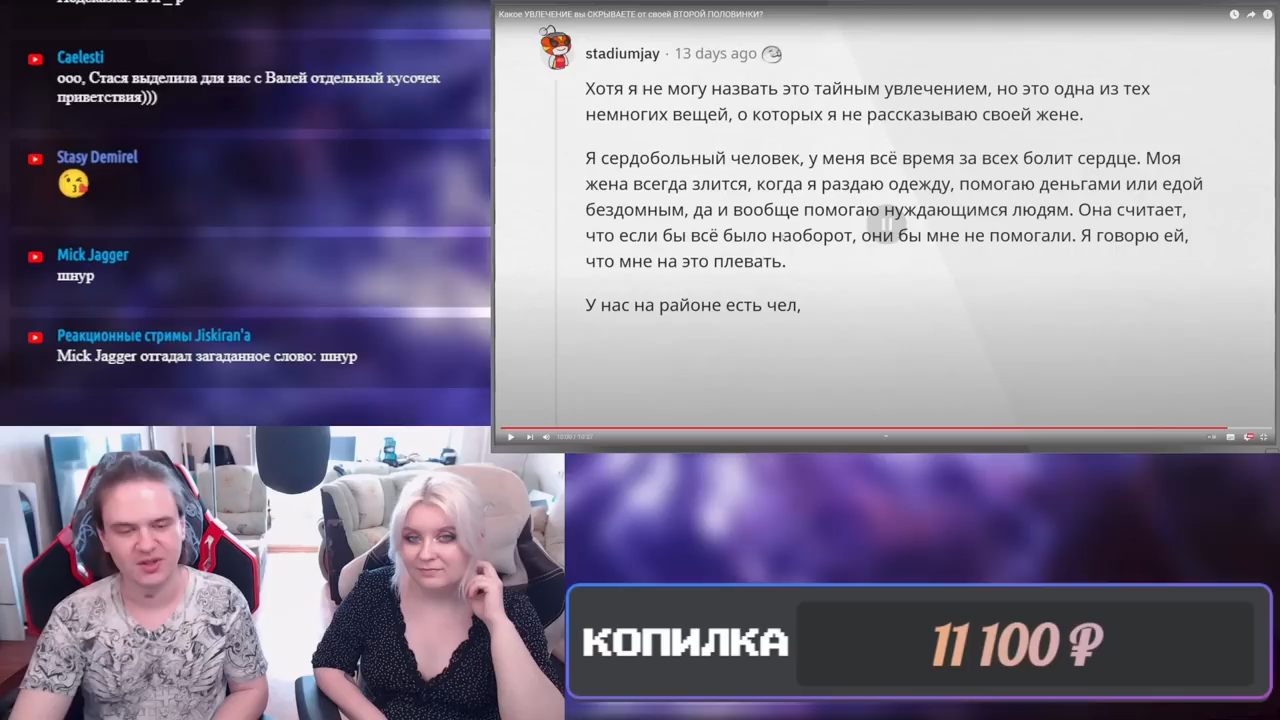 Caelesti
ооо, Стася выделила для нас с Валей отдельный кусочек
приветствия)))
Stasy Demirel
Mick Jagger
шнур
Реакционные стримы Jiskiran'a
Mick Jagger отгадал загаданное слово: шнур
Какое УВЛЕЧЕНИЕ вы СКРЫВАЕТЕ от своей ВТОРОЙ ПОЛОВИНКИ?
stadiumjay · 13 days ago
Хотя я не могу назвать это тайным увлечением, но это одна из тех
немногих вещей, о которых я не рассказываю своей жене.
Я сердобольный человек, у меня всё время за всех болит сердце. Моя
жена всегда злится, когда я раздаю одежду, помогаю деньгами или едой
бездомным, да и вообще помогаю нуждающимся людям. Она считает,
что если бы всё было наоборот, они бы мне не помогали. Я говорю ей,
что мне на это плевать.
У нас на районе есть чел,
КОПИЛКА
11 100 ₽